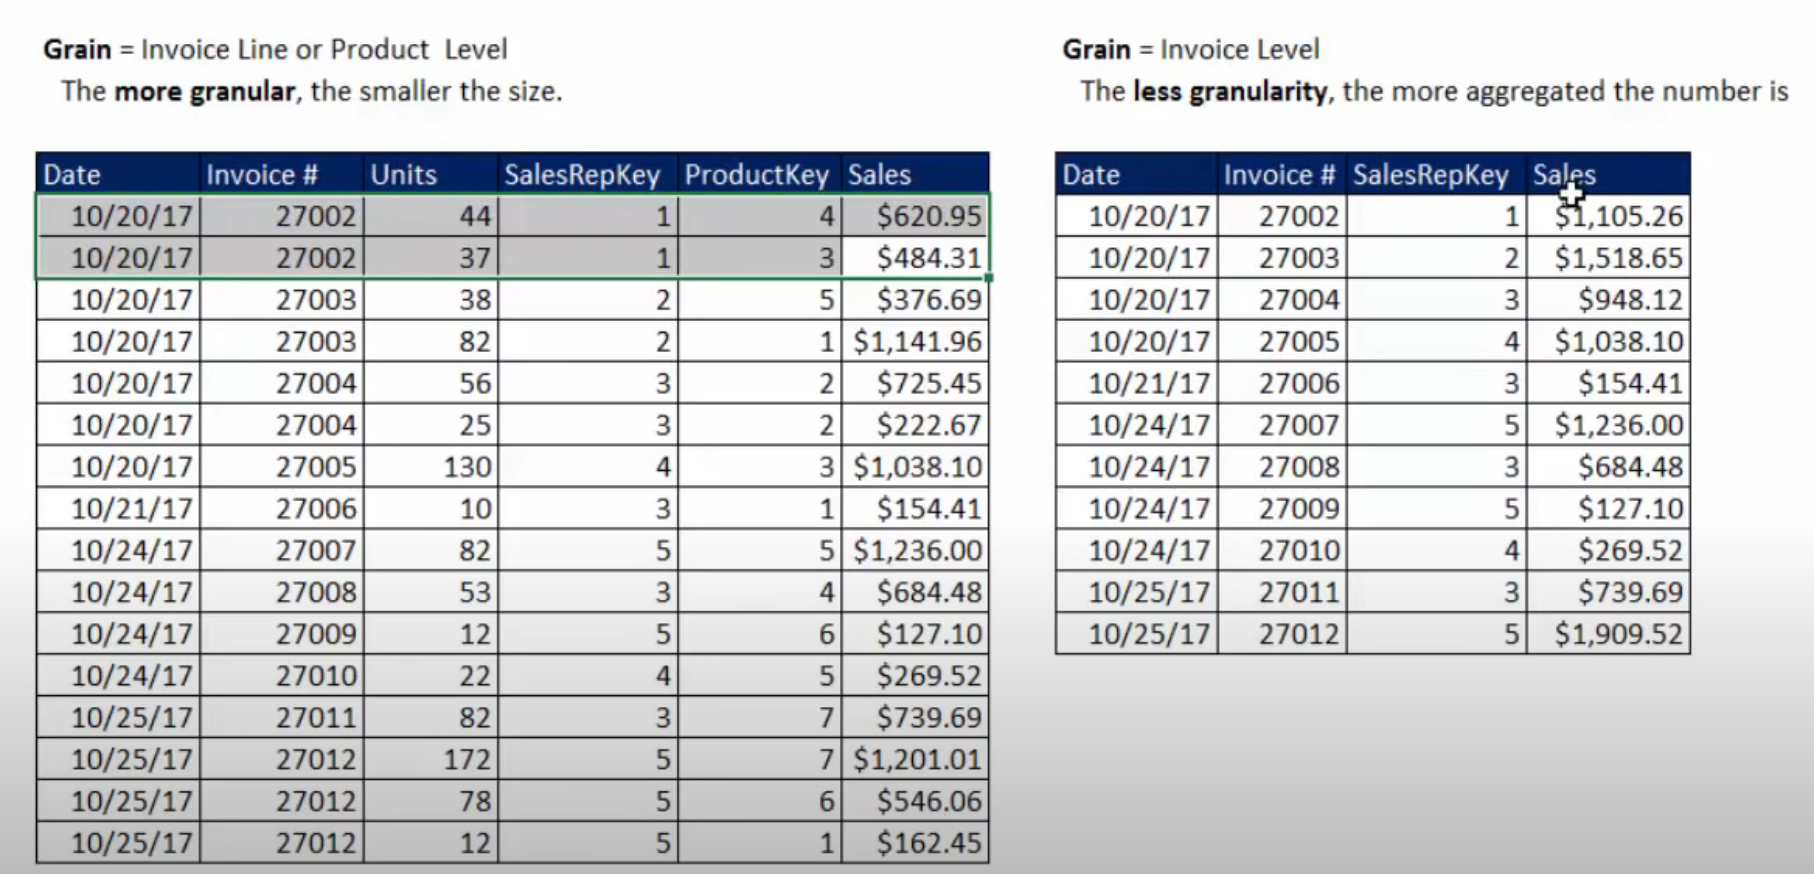 Grain = Invoice Line or Product Level
The more granular, the smaller the size.
Date Invoice # Units SalesRepKey ProductKey Sales
10/20/17 27002 44 1 4 $620.95
10/20/17 27002 37 1 3 $484.31
10/20/17 27003 38 2 5 $376.69
10/20/17 27003 82 2 1 $1,141.96
10/20/17 27004 56 3 2 $725.45
10/20/17 27004 25 3 2 $222.67
10/20/17 27005 130 4 3 $1,038.10
10/21/17 27006 10 3 1 $154.41
10/24/17 27007 82 5 5 $1,236.00
10/24/17 27008 53 3 4 $684.48
10/24/17 27009 12 5 6 $127.10
10/24/17 27010 22 4 5 $269.52
10/25/17 27011 82 3 7 $739.69
10/25/17 27012 172 5 7 $1,201.01
10/25/17 27012 78 5 6 $546.06
10/25/17 27012 12 5 1 $162.45
Grain = Invoice Level
The less granularity, the more aggregated the number is
Date Invoice # SalesRepKey Sales
10/20/17 27002 1 $1,105.26
10/20/17 27003 2 $1,518.65
10/20/17 27004 3 $948.12
10/20/17 27005 4 $1,038.10
10/21/17 27006 3 $154.41
10/24/17 27007 5 $1,236.00
10/24/17 27008 3 $684.48
10/24/17 27009 5 $127.10
10/24/17 27010 4 $269.52
10/25/17 27011 3 $739.69
10/25/17 27012 5 $1,909.52